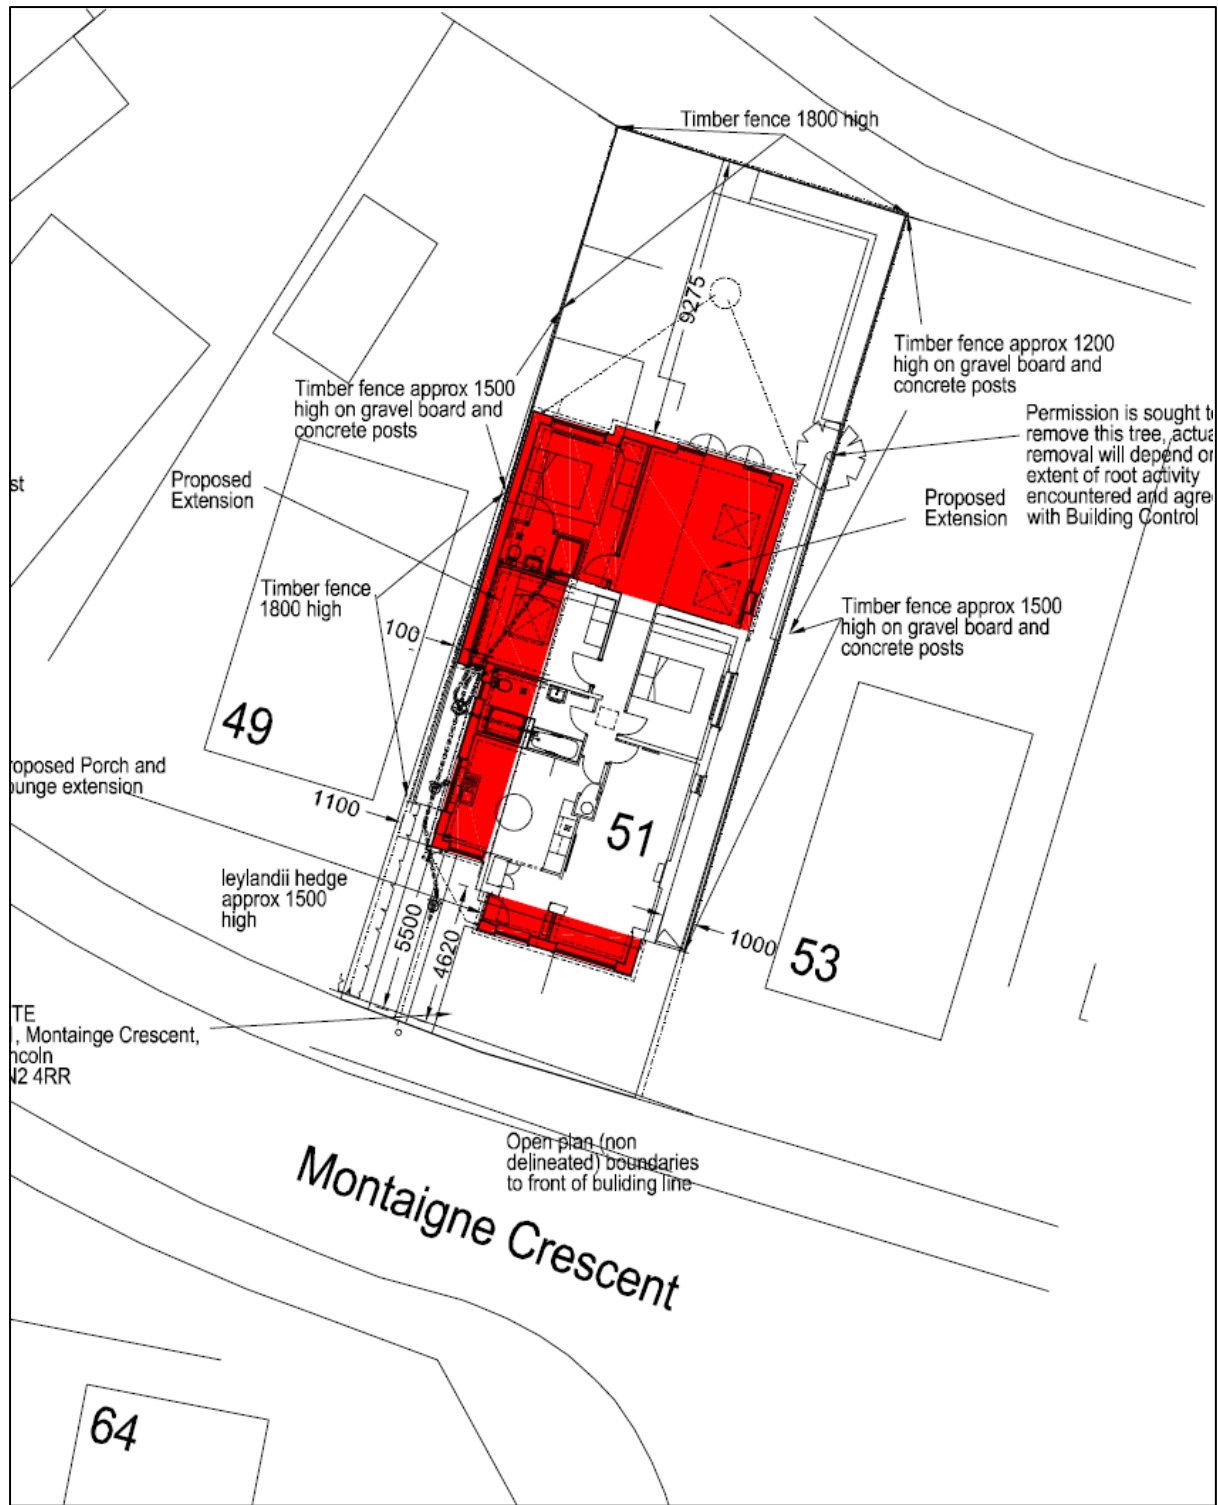 Timber fence 1800 high
9275
Timber fence approx 1200
high on gravel board and
concrete posts
Timber fence approx 1500
high on gravel board and
concrete posts
Permission is sought to
remove this tree, actua
removal will depend on
extent of root activity
encountered and agre
with Building Control
st
Proposed
Extension
Proposed
Extension
Timber fence
1800 high
Timber fence approx 1500
high on gravel board and
concrete posts
100
49
roposed Porch and
ounge extension
1100
51
leylandii hedge
approx 1500
high
5500
4620
1000
53
TE
, Montainge Crescent,
ncoln
N2 4RR
Open plan (non
delineated) boundaries
to front of buliding line
Montaigne Crescent
64